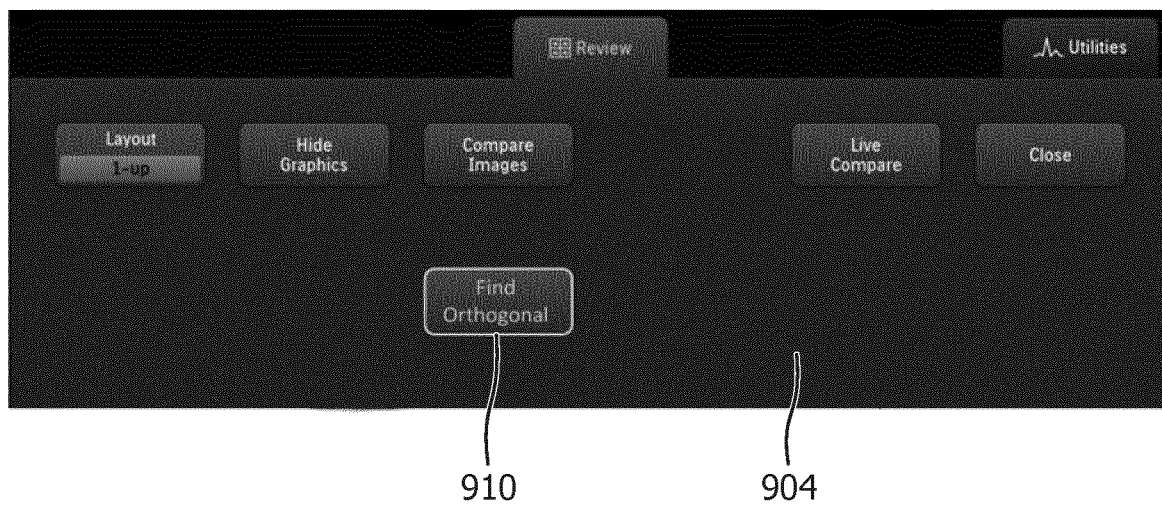 Review
Utilities
Layout
1-up
Hide
Graphics
Compare
Images
Live
Compare
Close
Find
Orthogonal
910
904